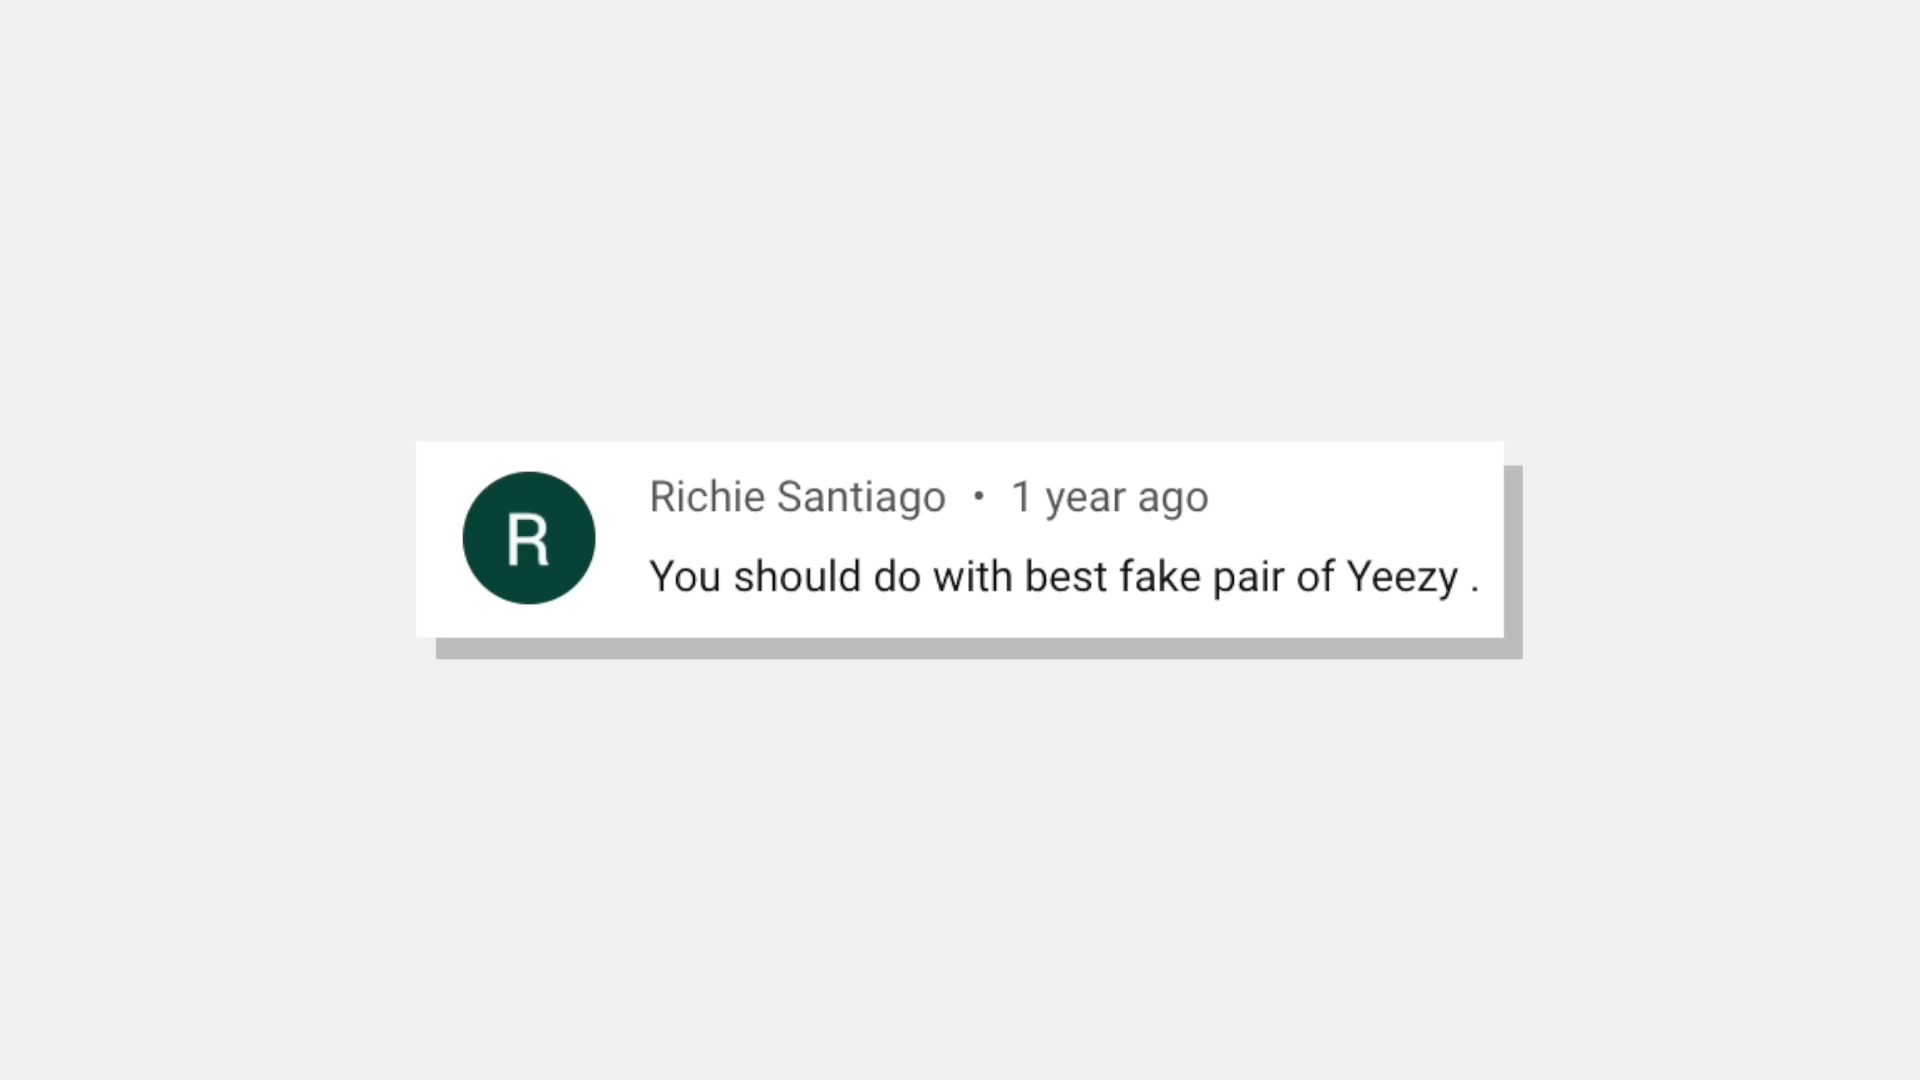 R
Richie Santiago • 1 year ago
You should do with best fake pair of Yeezy .